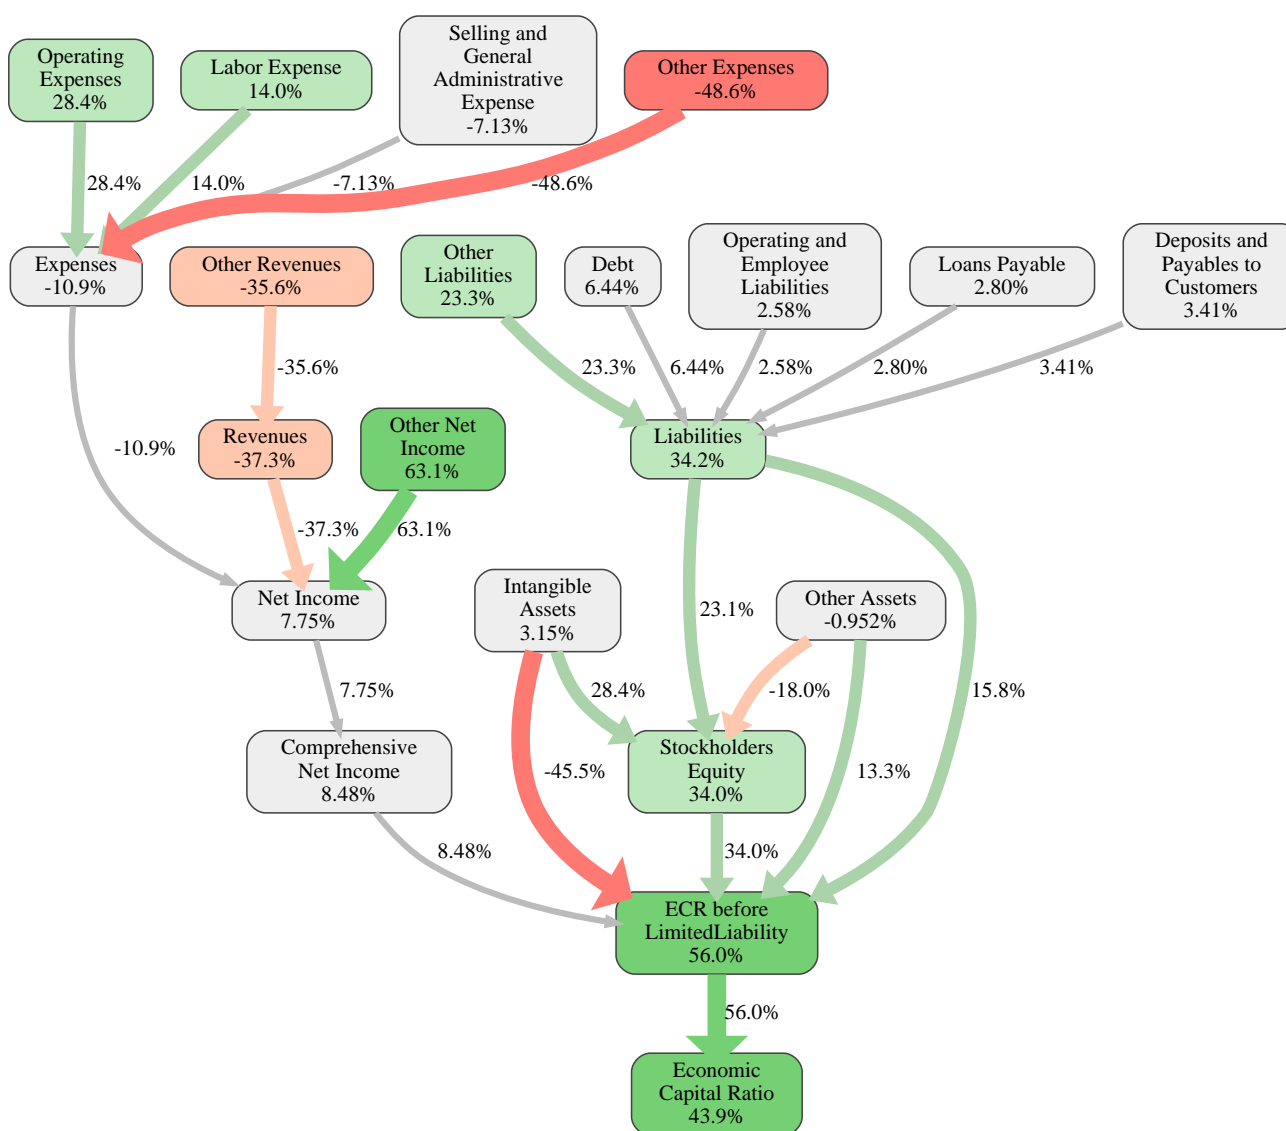 Operating
Expenses
28.4%
Labor Expense
14.0%
Selling and
General
Administrative
Expense
-7.13%
Other Expenses
-48.6%
28.4%
14.0%
-7.13%
-48.6%
Expenses
-10.9%
Other Revenues
-35.6%
Other
Liabilities
23.3%
Debt
6.44%
Operating and
Employee
Liabilities
2.58%
Loans Payable
2.80%
Deposits and
Payables to
Customers
3.41%
-35.6%
23.3%
6.44%
2.58%
2.80%
3.41%
-10.9%
Revenues
-37.3%
Other Net
Income
63.1%
Liabilities
34.2%
-37.3%
63.1%
Net Income
7.75%
Intangible
Assets
3.15%
23.1%
Other Assets
-0.952%
7.75%
28.4%
-18.0%
15.8%
Comprehensive
Net Income
8.48%
-45.5%
Stockholders
Equity
34.0%
13.3%
8.48%
34.0%
ECR before
LimitedLiability
56.0%
56.0%
Economic
Capital Ratio
43.9%